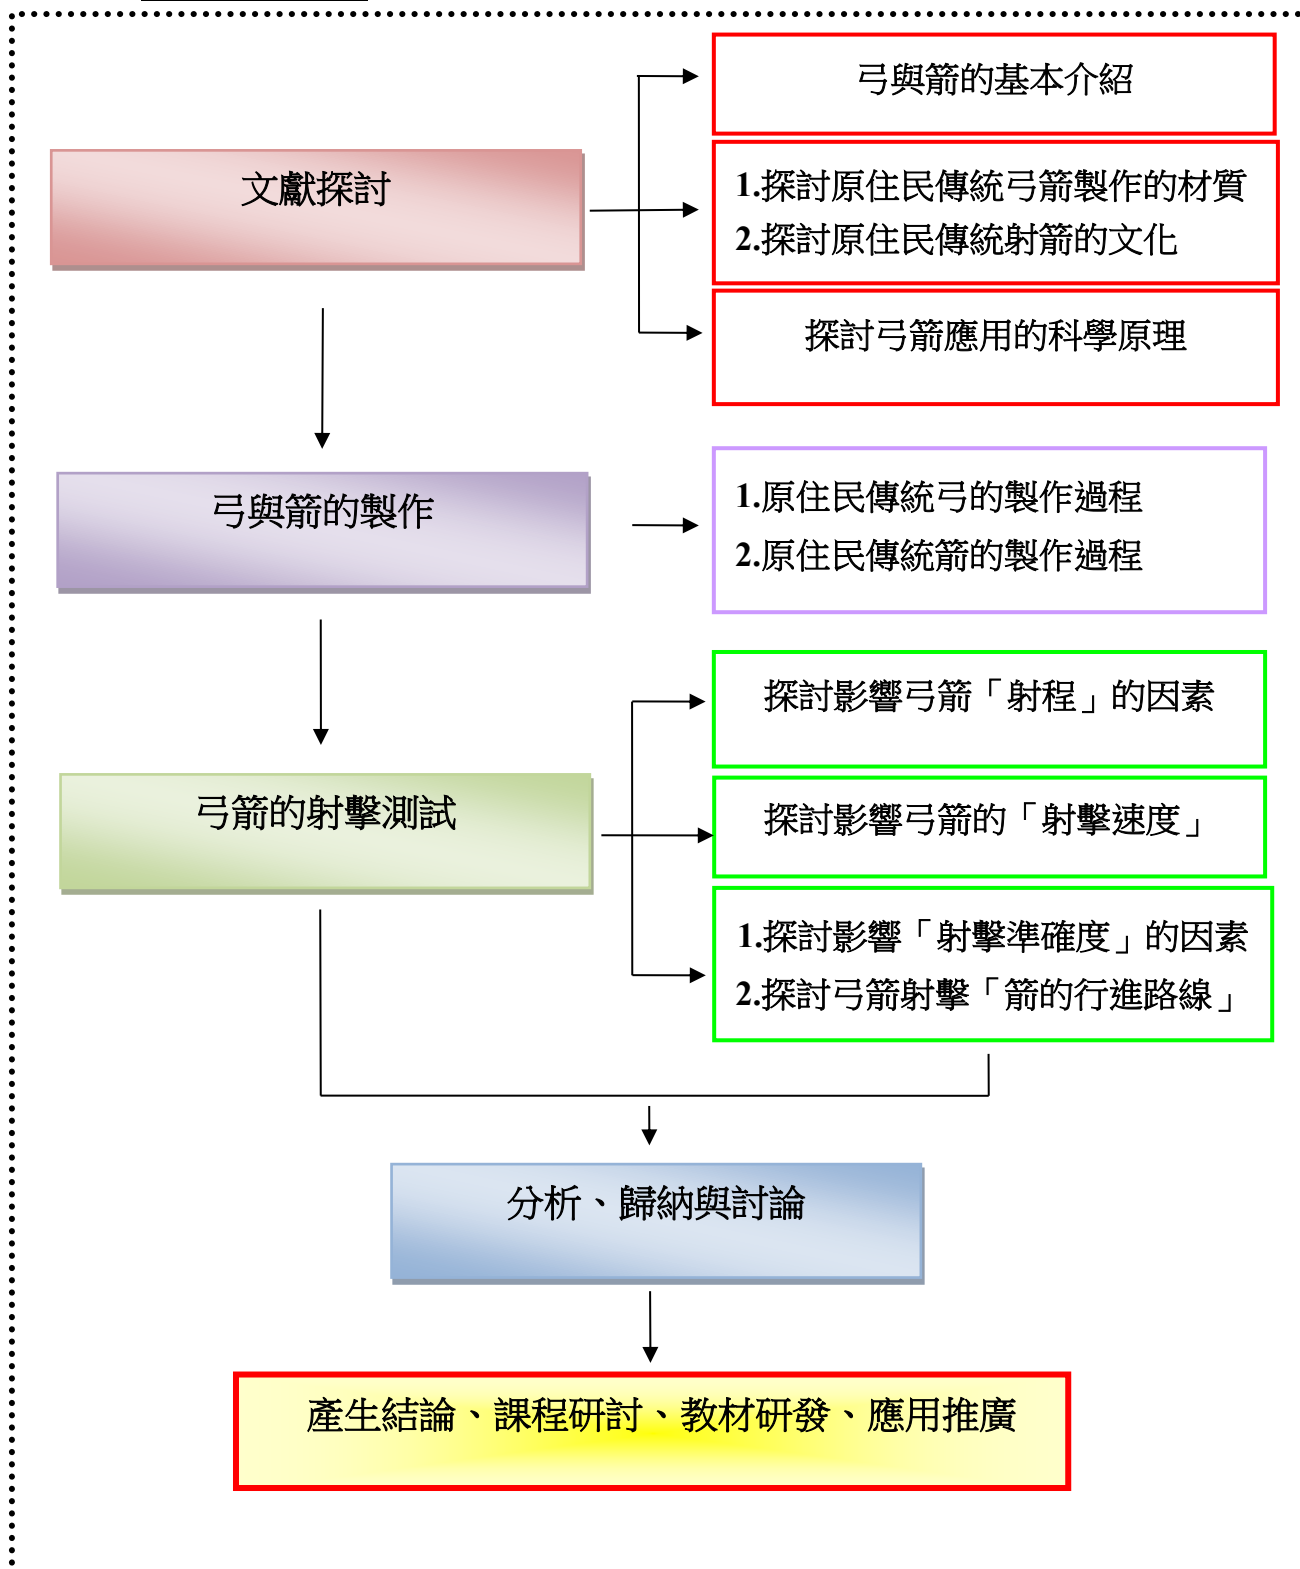 文獻探討
弓與箭的基本介紹
1.探討原住民傳統弓箭製作的材質
2.探討原住民傳統射箭的文化
探討弓箭應用的科學原理
弓與箭的製作
1.原住民傳統弓的製作過程
2.原住民傳統箭的製作過程
弓箭的射擊測試
探討影響弓箭「射程」的因素
探討影響弓箭的「射擊速度」
1.探討影響「射擊準確度」的因素
2.探討弓箭射擊「箭的行進路線」
分析、歸納與討論
產生結論、課程研討、教材研發、應用推廣